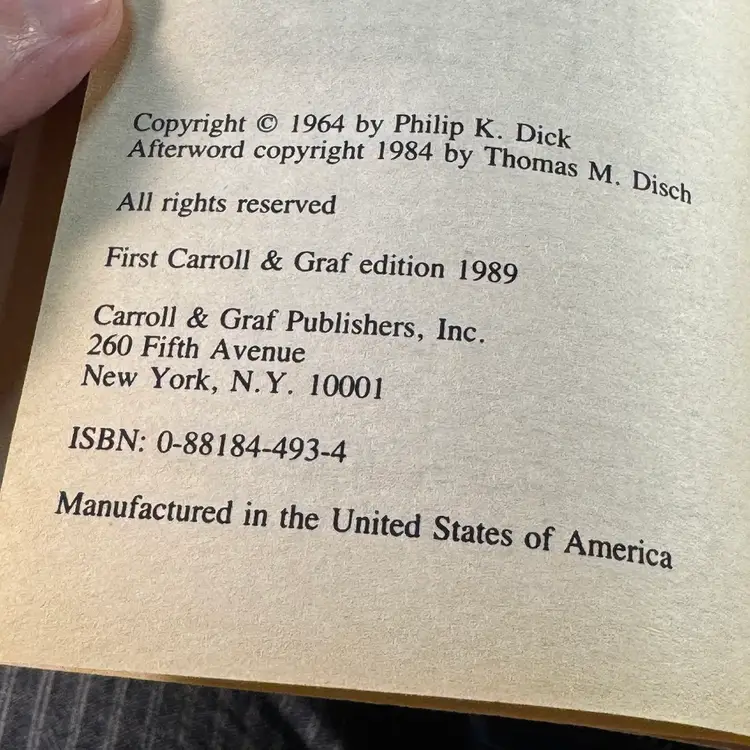 Copyright © 1964 by Philip K. Dick
Afterword copyright 1984 by Thomas M. Disch
All rights reserved
First Carroll & Graf edition 1989
Carroll & Graf Publishers, Inc.
260 Fifth Avenue
New York, N.Y. 10001
ISBN: 0-88184-493-4
Manufactured in the United States of America